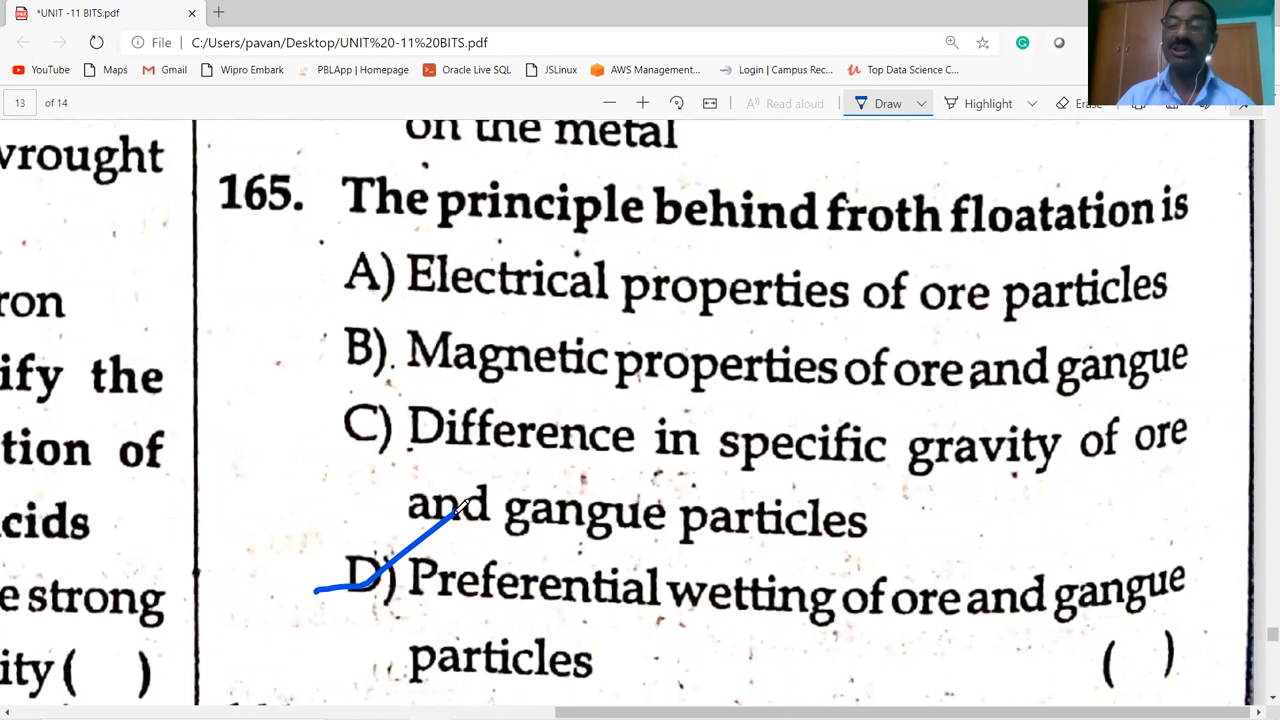 *UNIT -11 BITS.pdf
File C:/Users/pavan/Desktop/UNIT%20-11%20BITS.pdf
YouTube Maps Gmail Wipro Embark PBLApp | Homepage Oracle Live SQL JSLinux AWS Management... Login | Campus Rec... Top Data Science C...
13 of 14 Read aloud Draw Highlight Erase
on the metal
wrought
165. The principle behind froth floatation is
A) Electrical properties of ore particles
ron
B). Magnetic properties of ore and gangue
ify the
C) Difference in specific gravity of ore
tion of
and gangue particles
cids
D) Preferential wetting of ore and gangue
e strong
particles ( )
ity ( )